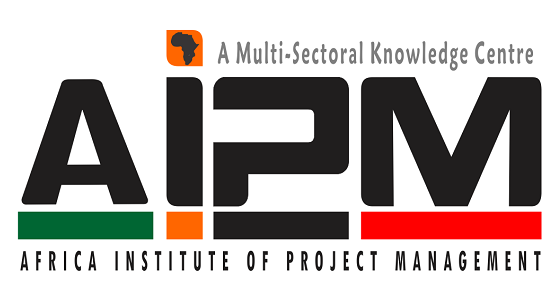 A Multi-Sectoral Knowledge Centre
AIPM
AFRICA INSTITUTE OF PROJECT MANAGEMENT